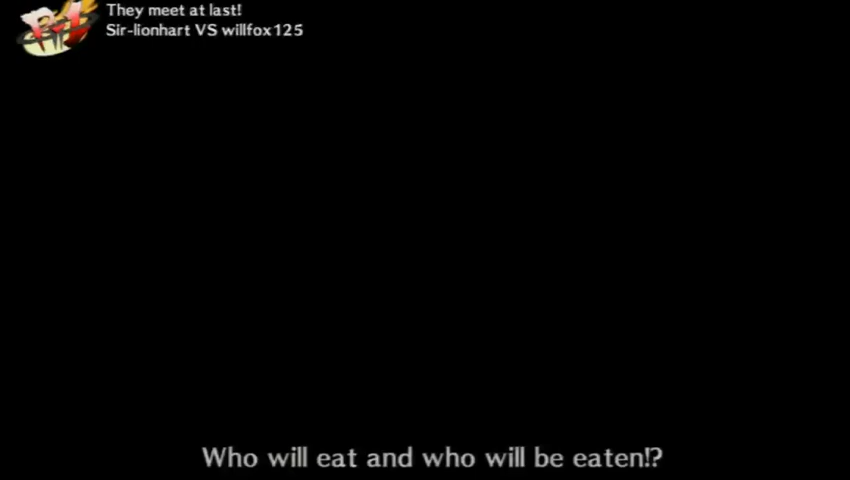 They meet at last!
Sir-lionhart VS willfox125
Who will eat and who will be eaten!?